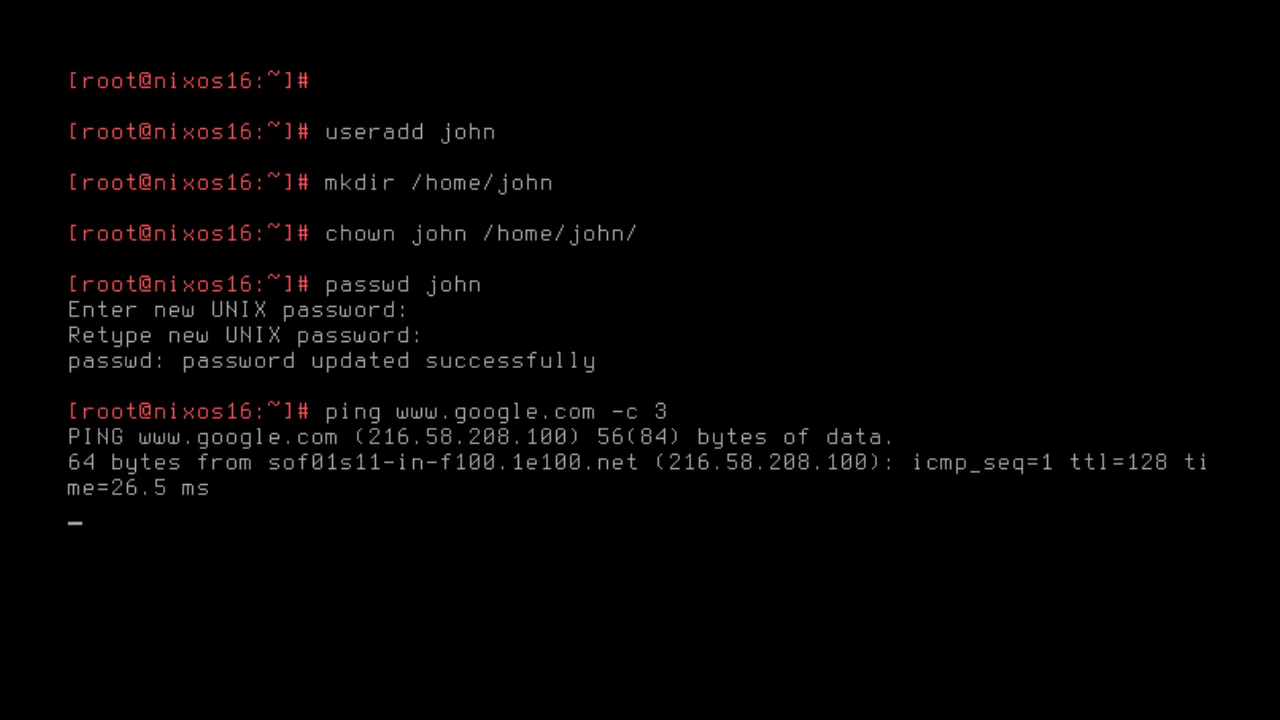 [root@nixos16:~]#
[root@nixos16:~]# useradd john
[root@nixos16:~]# mkdir /home/john
[root@nixos16:~]# chown john /home/john/
[root@nixos16:~]# passwd john
Enter new UNIX password:
Retype new UNIX password:
passwd: password updated successfully
[root@nixos16:~]# ping www.google.com -c 3
PING www.google.com (216.58.208.100) 56(84) bytes of data.
64 bytes from sof01s11-in-f100.1e100.net (216.58.208.100): icmp_seq=1 ttl=128 ti
me=26.5 ms